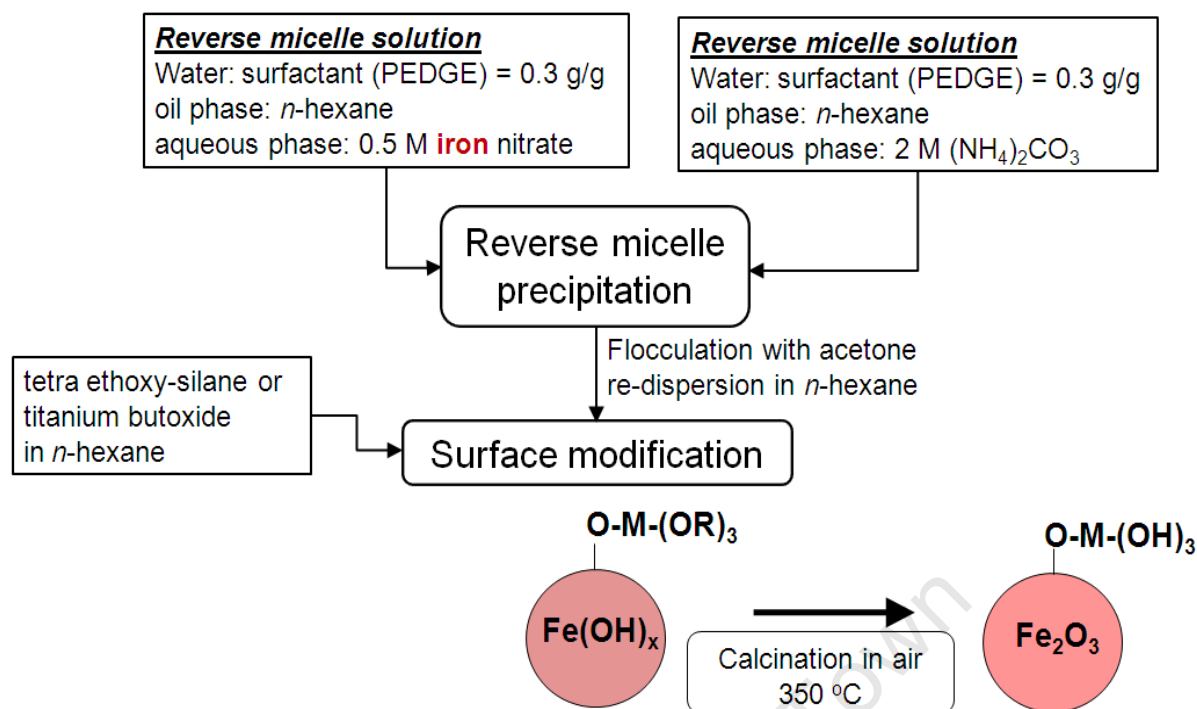 Reverse micelle solution
Water: surfactant (PEDGE) = 0.3 g/g
oil phase: n-hexane
aqueous phase: 0.5 M iron nitrate
Reverse micelle solution
Water: surfactant (PEDGE) = 0.3 g/g
oil phase: n-hexane
aqueous phase: 2 M (NH₄)₂CO₃
Reverse micelle
precipitation
Flocculation with acetone
re-dispersion in n-hexane
tetra ethoxy-silane or
titanium butoxide
in n-hexane
Surface modification
O-M-(OR)₃
Fe(OH)ₓ
Calcination in air
350 ºC
O-M-(OH)₃
Fe₂O₃